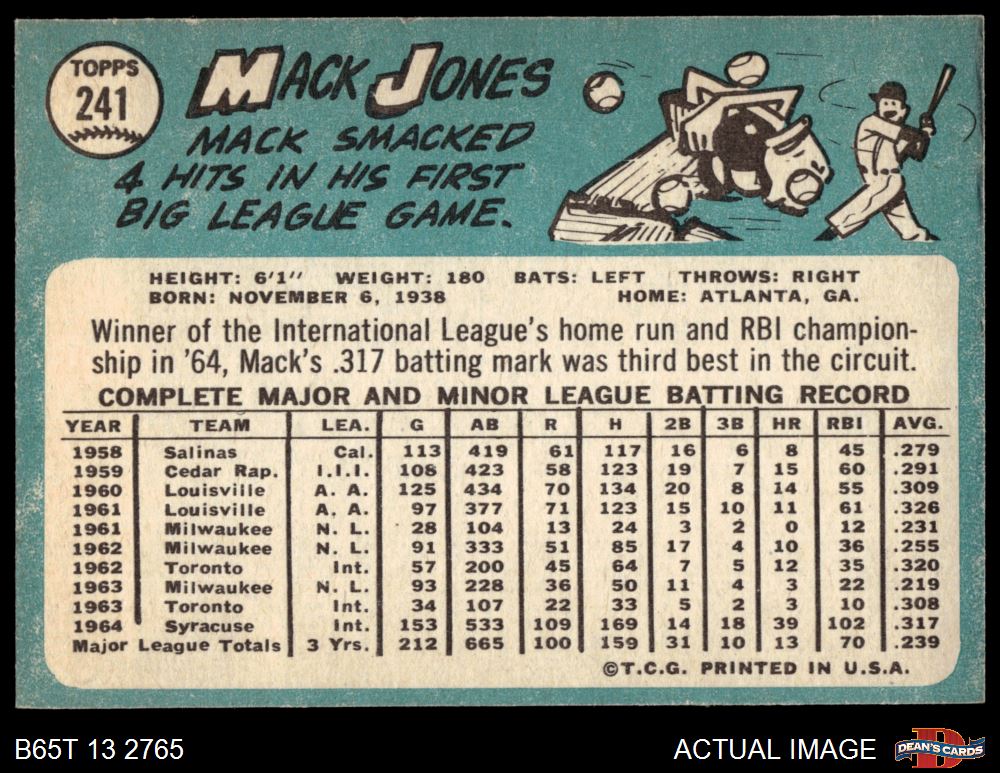 TOPPS
241
MACK JONES
MACK SMACKED
4 HITS IN HIS FIRST
BIG LEAGUE GAME.
HEIGHT: 6'1" WEIGHT: 180 BATS: LEFT THROWS: RIGHT
BORN: NOVEMBER 6, 1938 HOME: ATLANTA, GA.
Winner of the International League's home run and RBI champion-
ship in '64, Mack's .317 batting mark was third best in the circuit.
COMPLETE MAJOR AND MINOR LEAGUE BATTING RECORD
YEAR TEAM LEA. G AB R H 2B 3B HR RBI AVG.
1958 Salinas Cal. 113 419 61 117 16 6 8 45 .279
1959 Cedar Rap. I.I.I. 108 423 58 123 19 7 15 60 .291
1960 Louisville A. A. 125 434 70 134 20 8 14 55 .309
1961 Louisville A. A. 97 377 71 123 15 10 11 61 .326
1961 Milwaukee N. L. 28 104 13 24 3 2 0 12 .231
1962 Milwaukee N. L. 91 333 51 85 17 4 10 36 .255
1962 Toronto Int. 57 200 45 64 7 5 12 35 .320
1963 Milwaukee N. L. 93 228 36 50 11 4 3 22 .219
1963 Toronto Int. 34 107 22 33 5 2 3 10 .308
1964 Syracuse Int. 153 533 109 169 14 18 39 102 .317
Major League Totals 3 Yrs. 212 665 100 159 31 10 13 70 .239
©T.C.G. PRINTED IN U.S.A.
B65T 13 2765 ACTUAL IMAGE DEAN'S CARDS